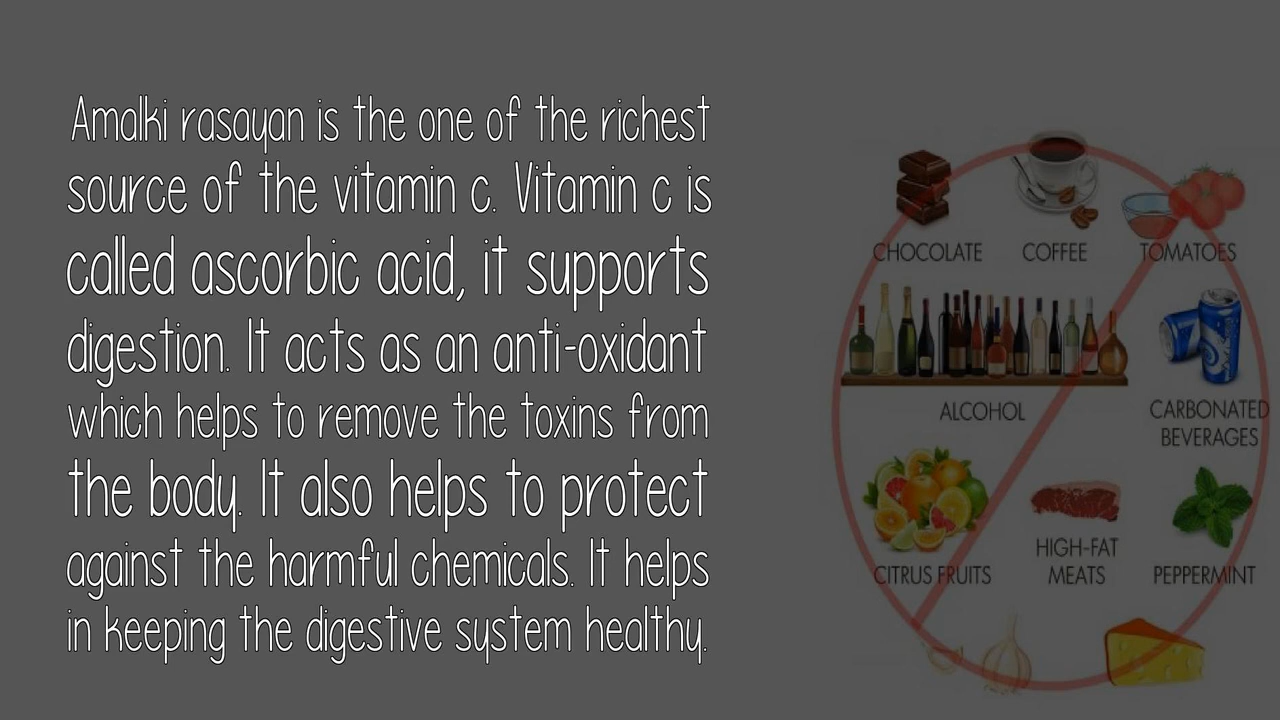 Amalki rasayan is the one of the richest
source of the vitamin c. Vitamin c is
called ascorbic acid, it supports
digestion. It acts as an anti-oxidant
which helps to remove the toxins from
the body. It also helps to protect
against the harmful chemicals. It helps
in keeping the digestive system healthy.
CHOCOLATE COFFEE TOMATOES
ALCOHOL CARBONATED
BEVERAGES
CITRUS FRUITS HIGH-FAT
MEATS PEPPERMINT